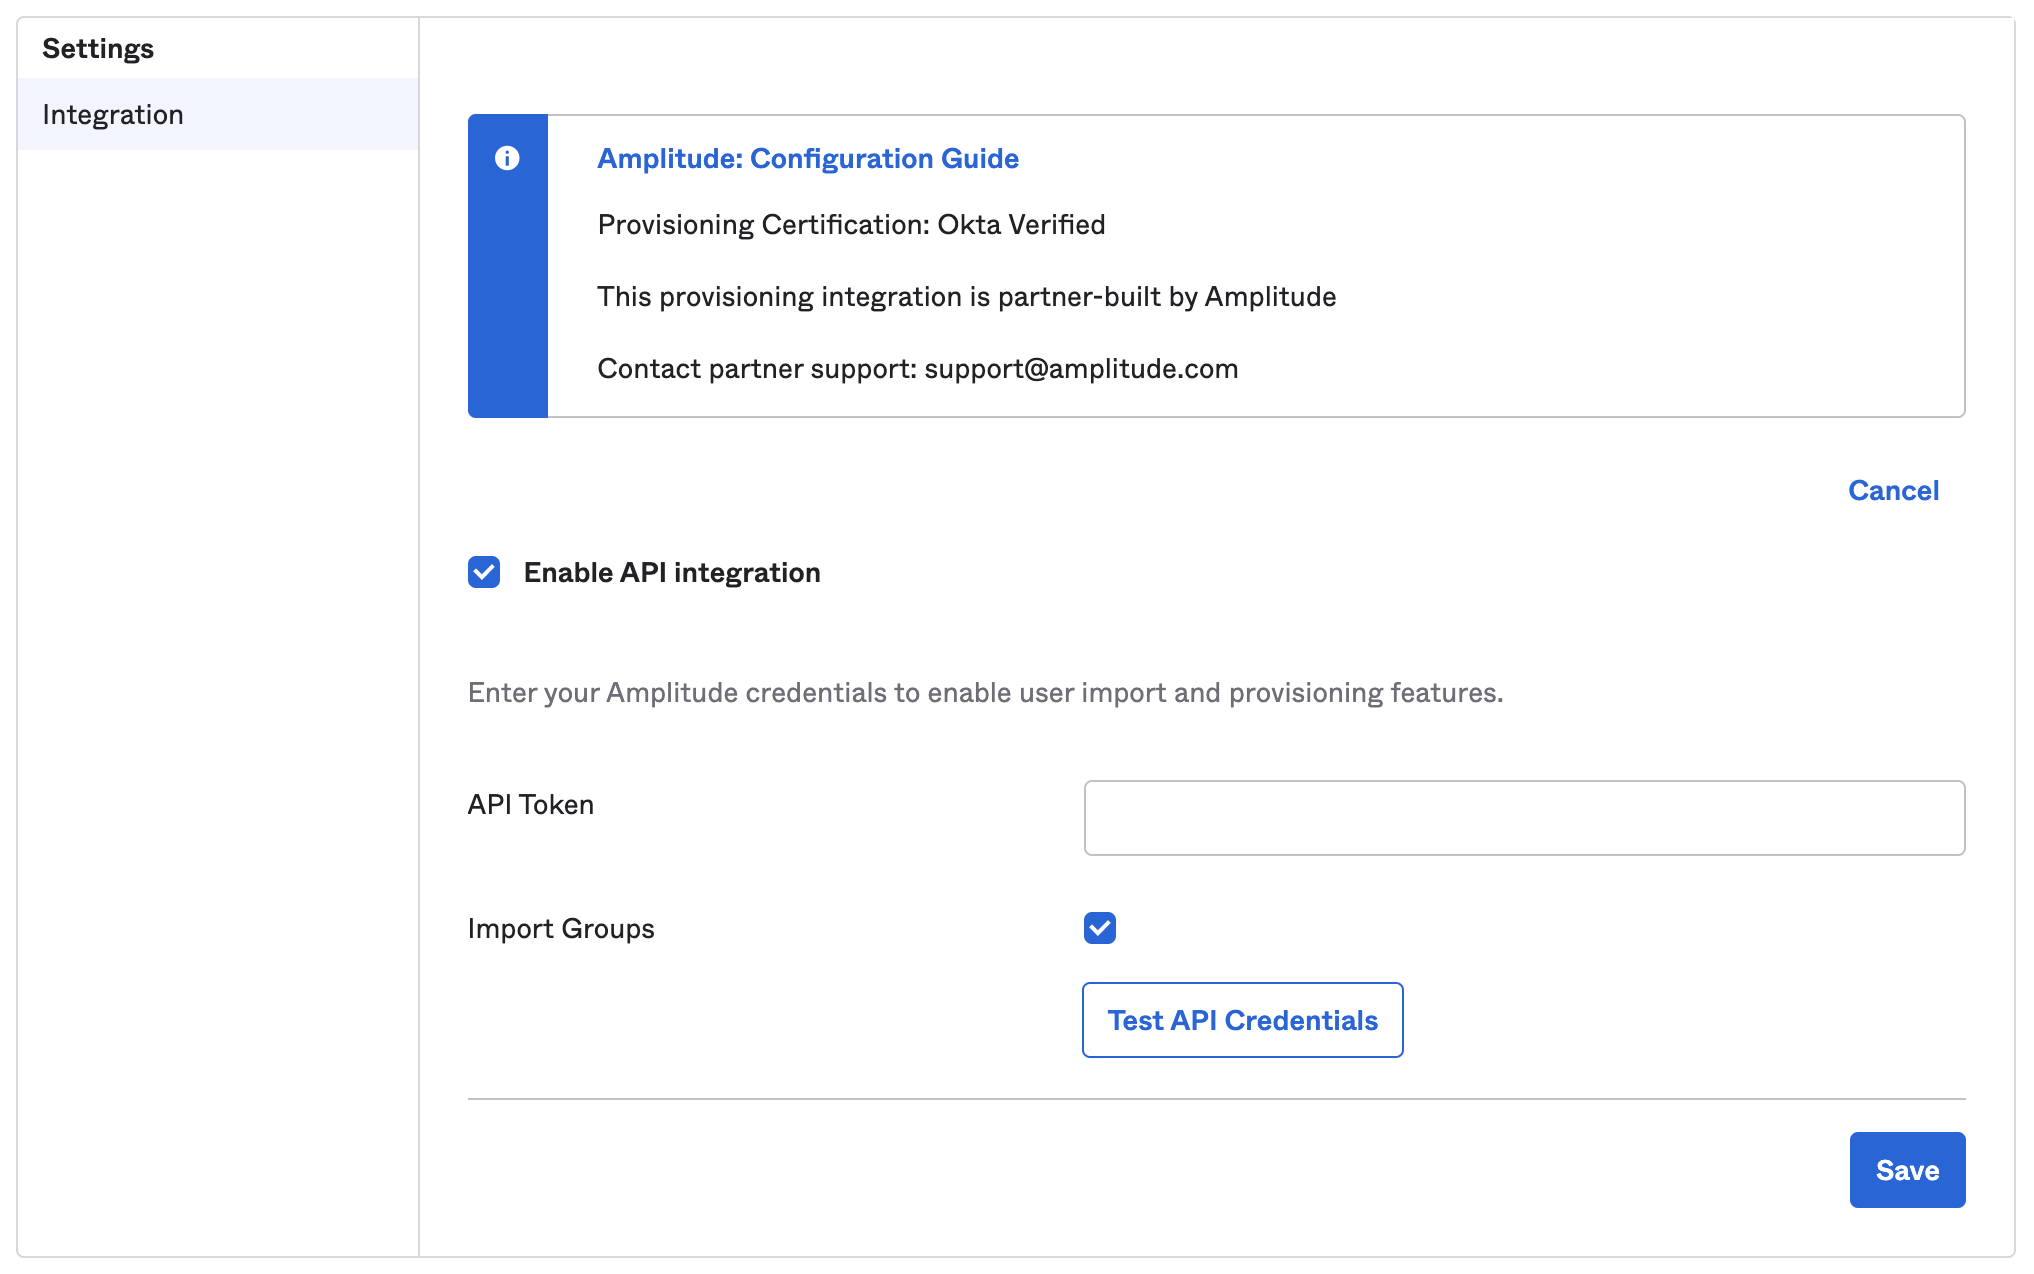 Settings
Integration
Amplitude: Configuration Guide
Provisioning Certification: Okta Verified
This provisioning integration is partner-built by Amplitude
Contact partner support: support@amplitude.com
Cancel
Enable API integration
Enter your Amplitude credentials to enable user import and provisioning features.
API Token
Import Groups
Test API Credentials
Save